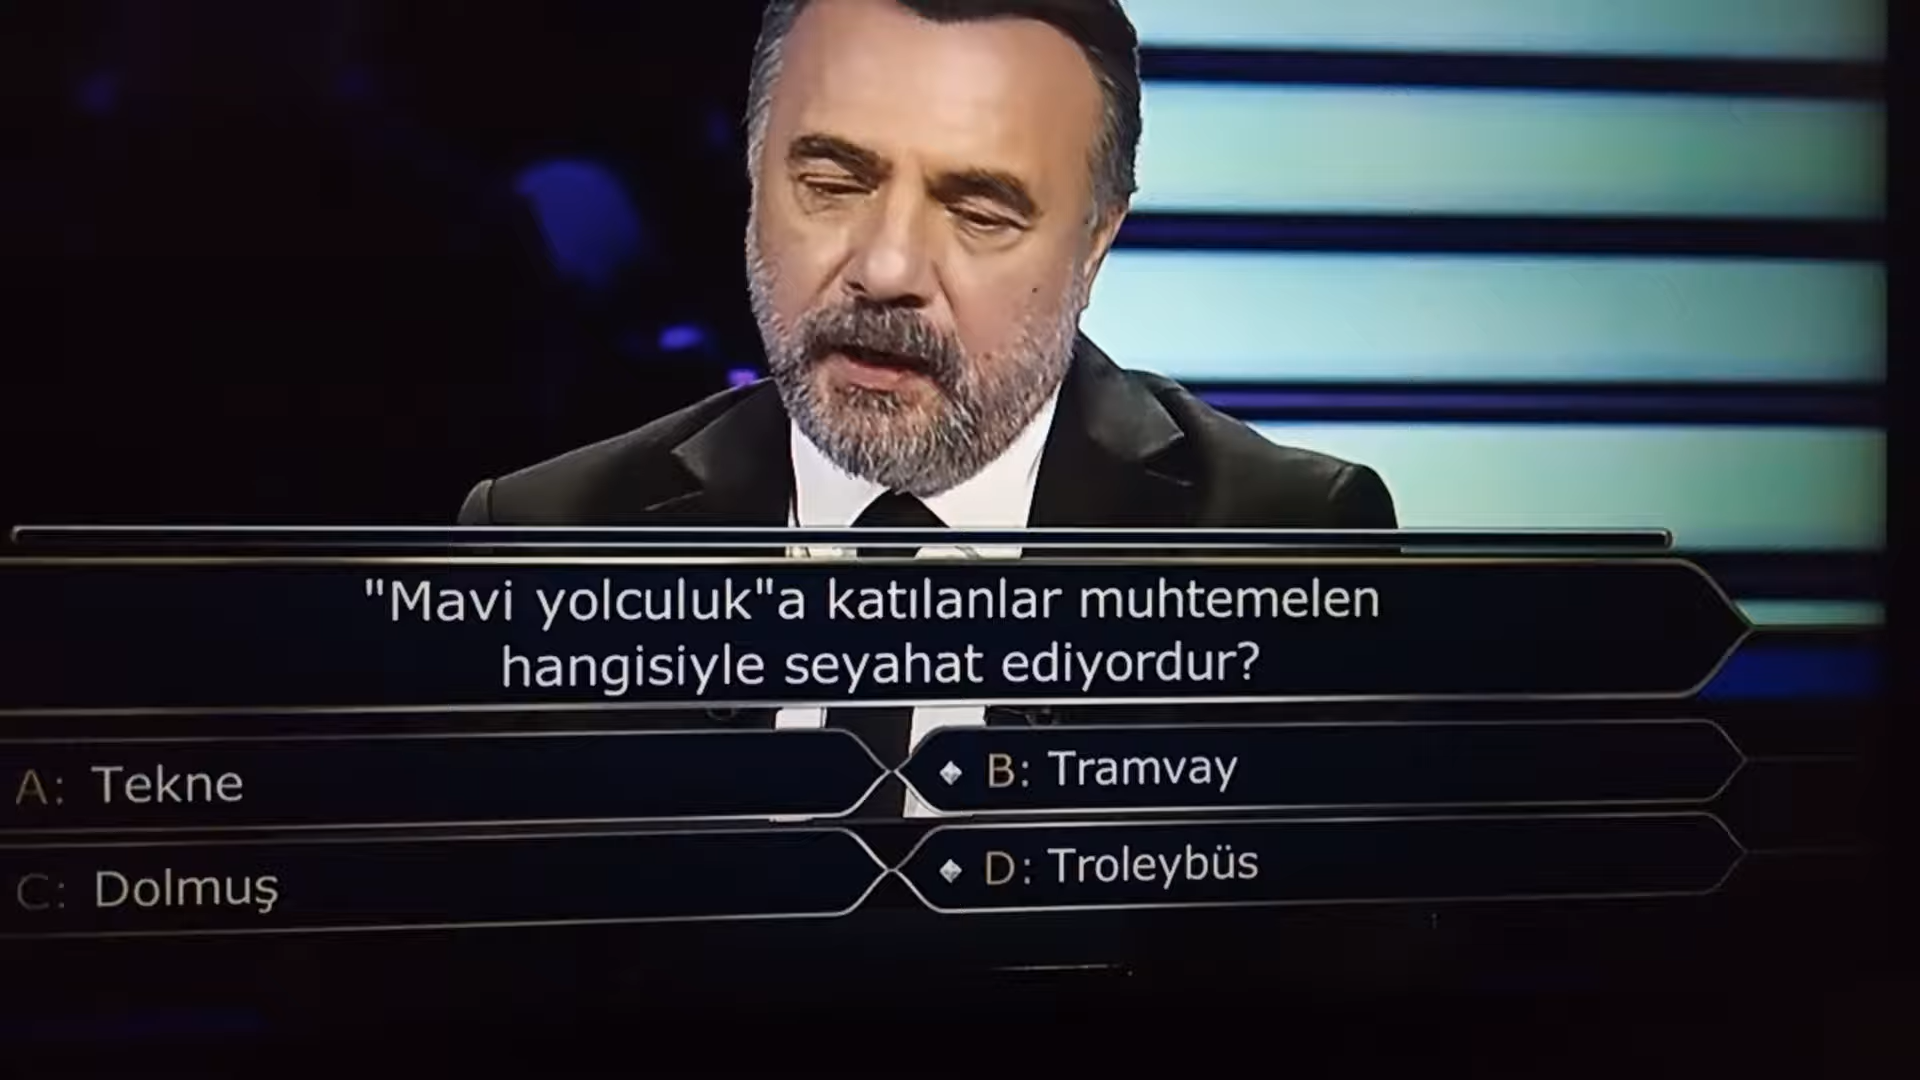 "Mavi yolculuk"a katılanlar muhtemelen
hangisiyle seyahat ediyordur?
A: Tekne
B: Tramvay
C: Dolmuş
D: Troleybüs